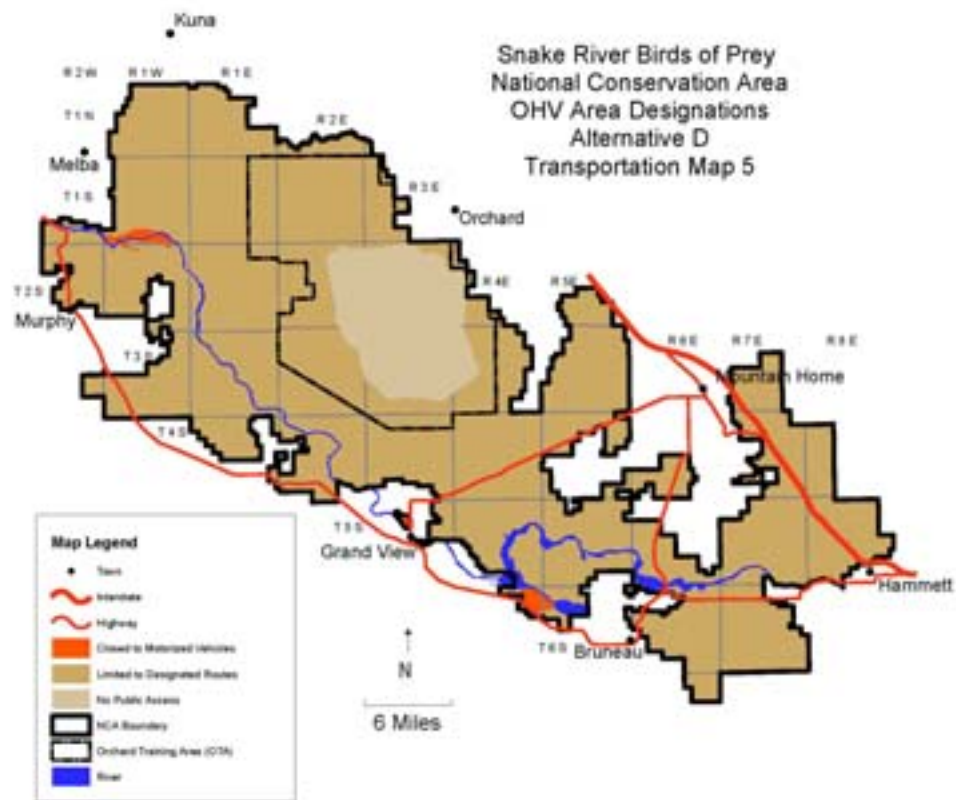 Kuna
Snake River Birds of Prey
National Conservation Area
OHV Area Designations
Alternative D
Transportation Map 5
R2W R1W R1E
T1N
R2E
Melba
T1S
R3E
Orchard
T2S
R4E R5E
Murphy
T3S
R6E R7E R8E
Mountain Home
T4S
T5S
Grand View
Hammett
T6S
Bruneau
N
6 Miles
Map Legend
Town
Interstate
Highway
Closed to Motorized Vehicles
Limited to Designated Routes
No Public Access
NCA Boundary
Orchard Training Area (OTA)
River